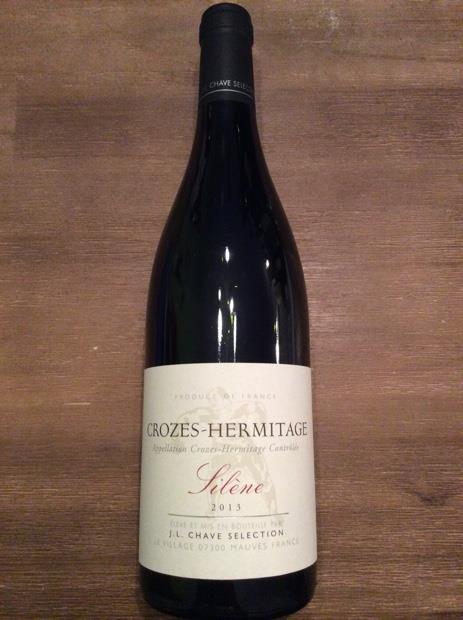 J.L. CHAVE SELECTION
PRODUCE OF FRANCE
CROZES-HERMITAGE
Appellation Crozes-Hermitage Contrôlée
Silène
2013
ÉLEVÉ ET MIS EN BOUTEILLE PAR
J.L. CHAVE SELECTION
LE VILLAGE 07300 MAUVES FRANCE